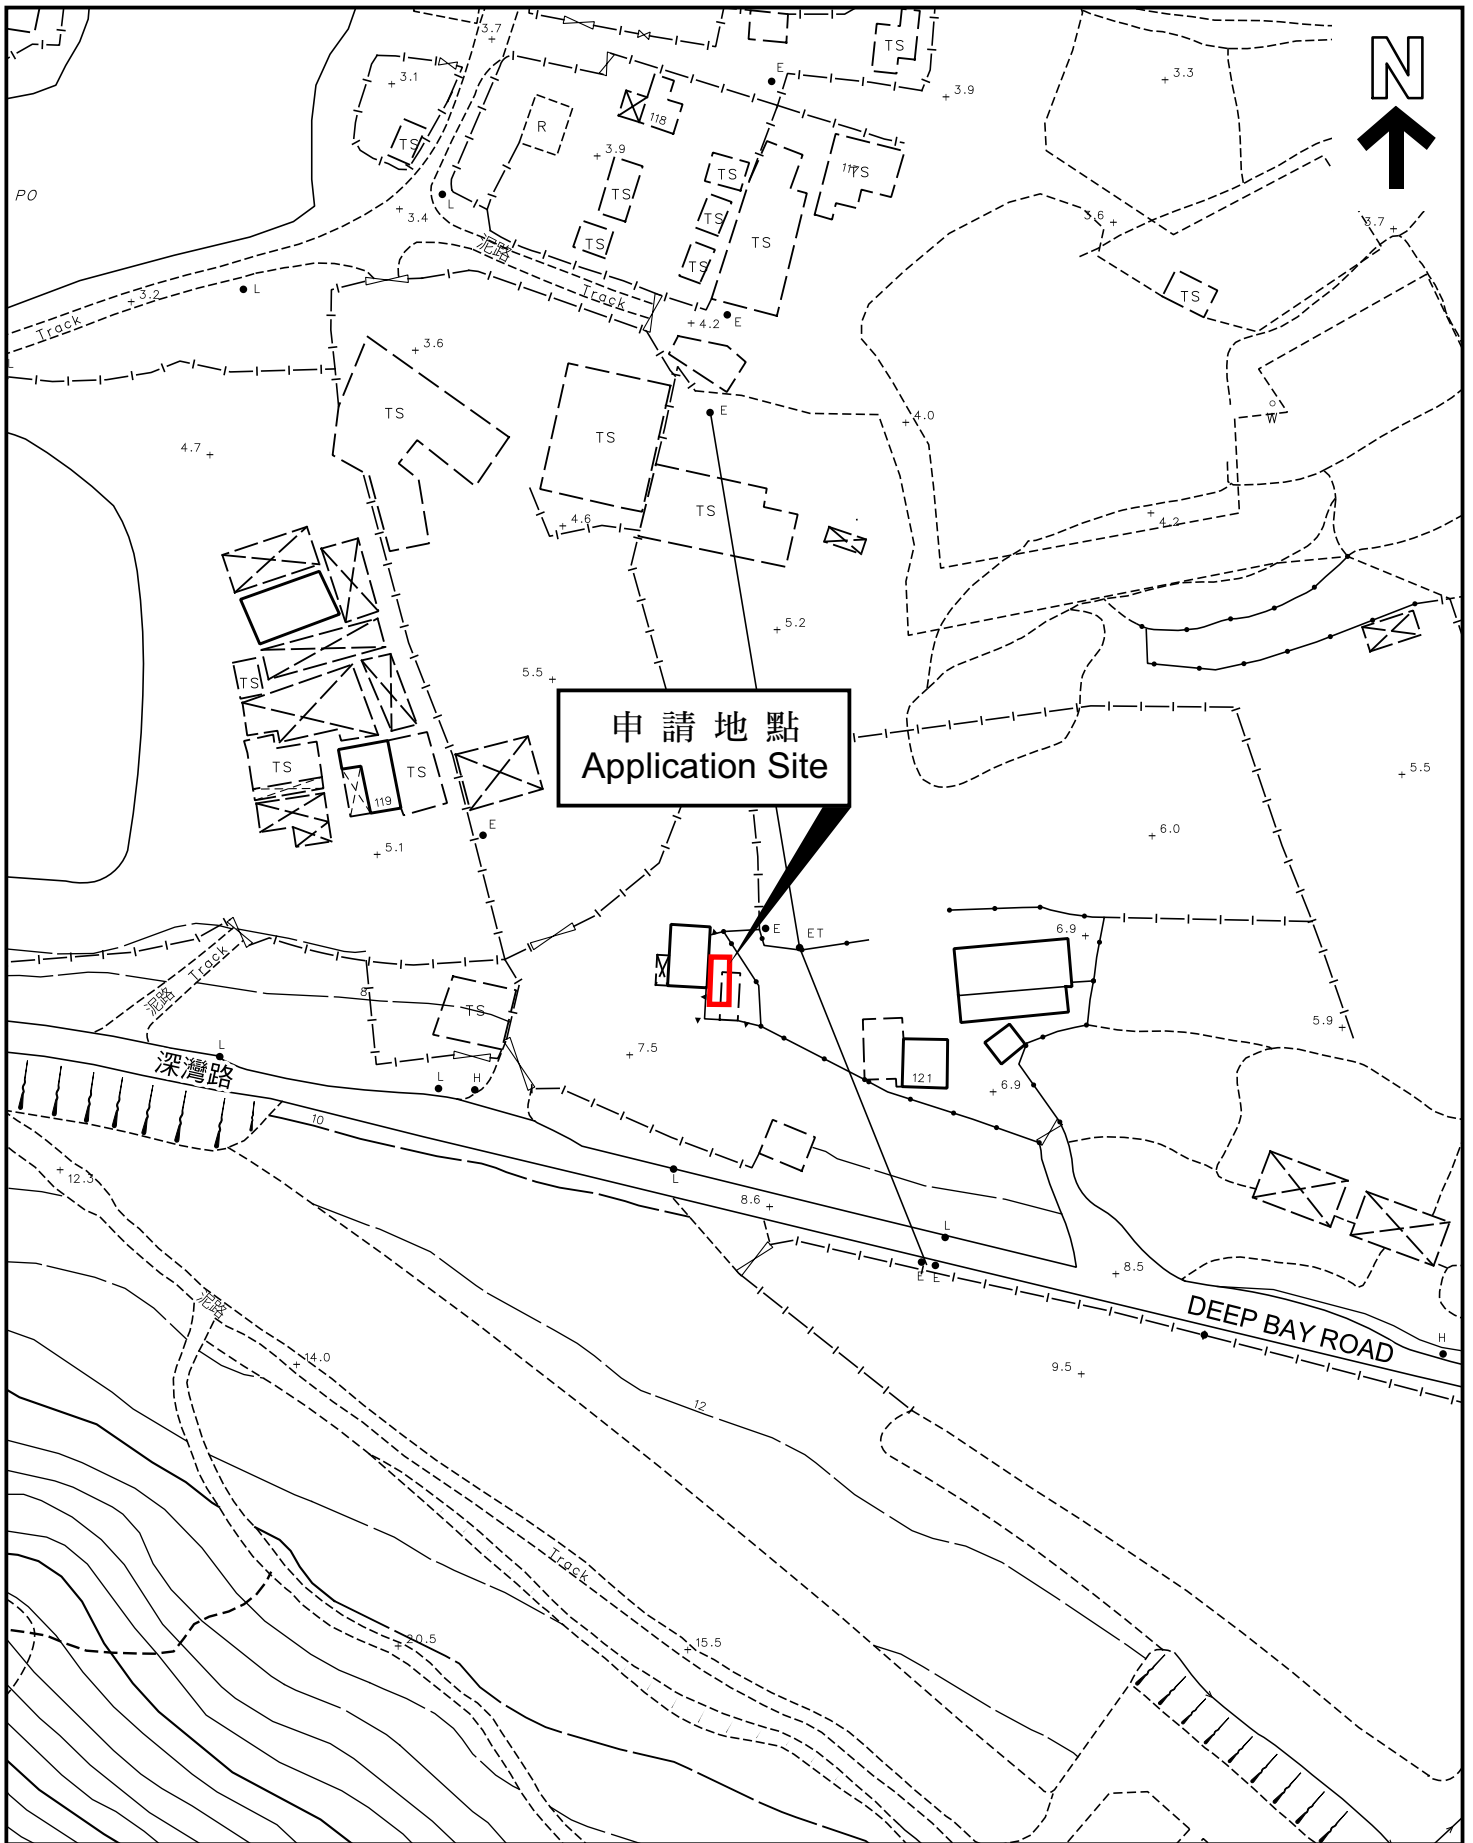 3.7
TS
E
3.3
N
3.1
3.9
118
R
TS
3.9
117
TS
TS
TS
PO
L
3.4
TS
TS
3.6
3.7
泥路
TS
TS
TS
L
3.2
Track
Track
TS
4.2
E
3.6
TS
E
4.0
W
TS
4.7
TS
4.6
4.2
5.2
5.5
TS
申請地點
Application Site
TS
TS
119
5.5
E
6.0
5.1
E
ET
6.9
Track
泥路
8
TS
5.9
7.5
深灣路
L
L
H
121
6.9
10
12.3
L
8.6
L
E
E
8.5
泥路
DEEP BAY ROAD
H
14.0
9.5
12
Track
20.5
15.5